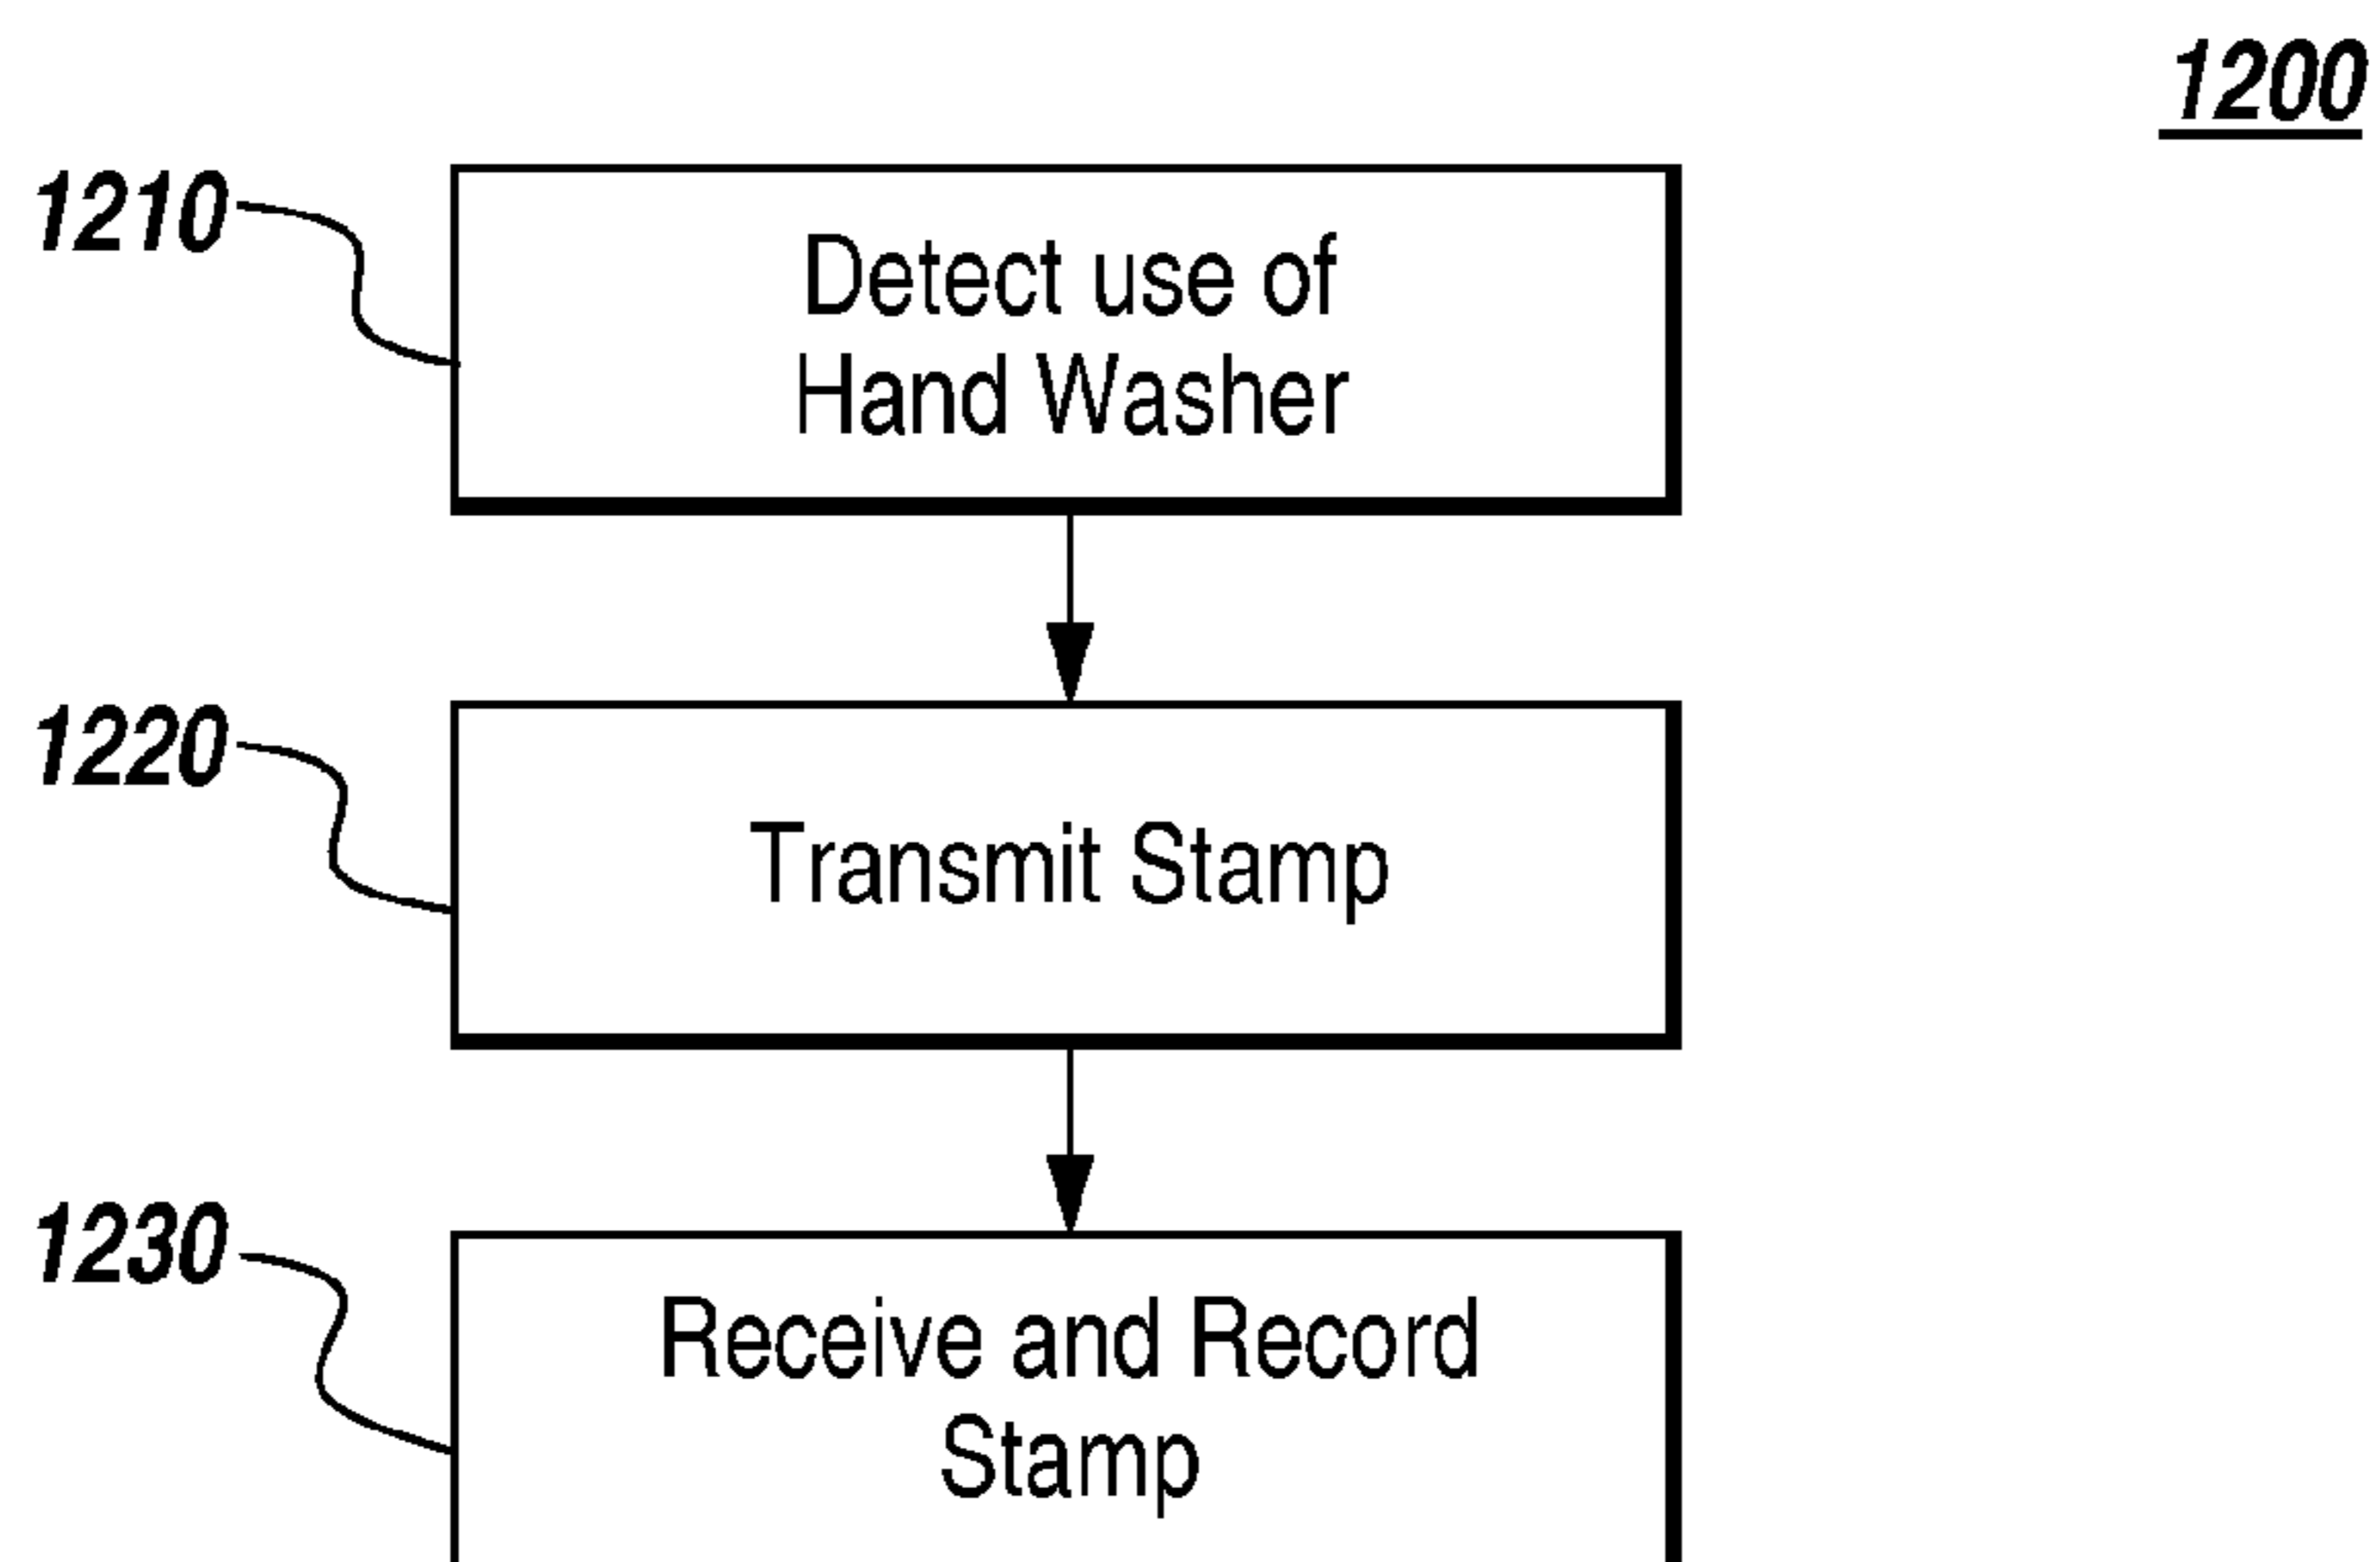 1200
1210
Detect use of
Hand Washer
1220
Transmit Stamp
1230
Receive and Record
Stamp